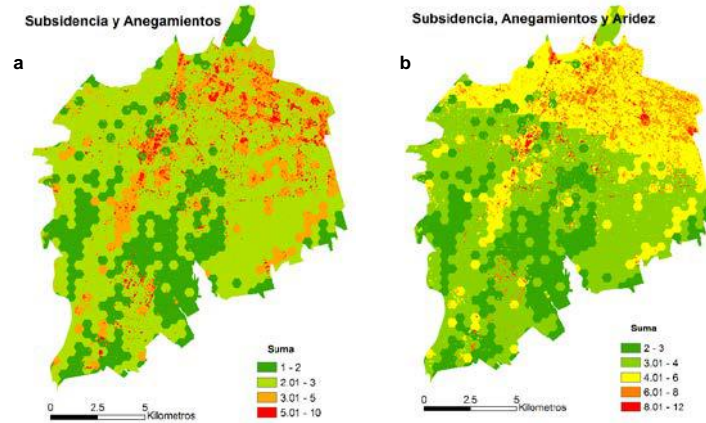 Subsidencia y Anegamientos
a
Suma
1 - 2
2.01 - 3
3.01 - 5
5.01 - 10
0 2.5 5
Kilometros
Subsidencia, Anegamientos y Aridez
b
Suma
2 - 3
3.01 - 4
4.01 - 6
6.01 - 8
8.01 - 12
0 2.5 5
Kilometros